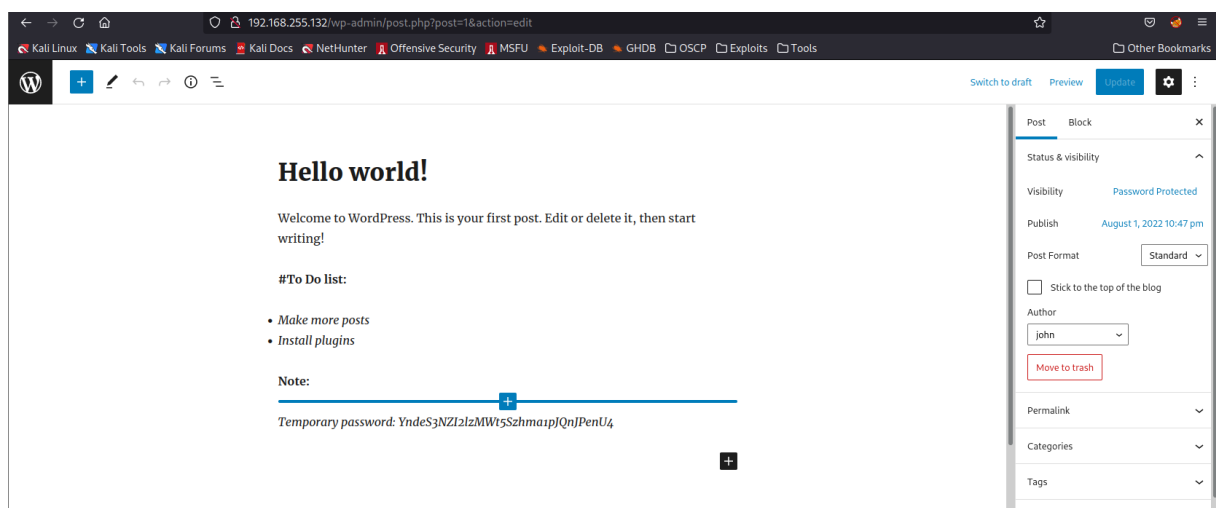 192.168.255.132/wp-admin/post.php?post=1&action=edit
Kali Linux Kali Tools Kali Forums Kali Docs NetHunter Offensive Security MSFU Exploit-DB GHDB OSCP Exploits Tools Other Bookmarks
Switch to draft Preview Update
Post Block
Hello world!
Status & visibility
Visibility Password Protected
Welcome to WordPress. This is your first post. Edit or delete it, then start
writing!
Publish August 1, 2022 10:47 pm
Post Format Standard
#To Do list:
Stick to the top of the blog
Author
• Make more posts
john
• Install plugins
Move to trash
Note:
Permalink
Temporary password: YndeS3NZI2lzMWt5Szhma1pJQnJPenU4
Categories
Tags